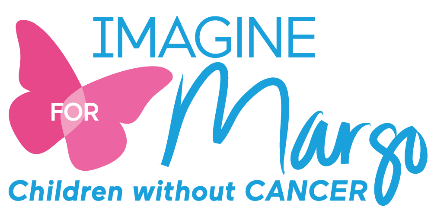 IMAGINE
FOR Margo
Children without CANCER